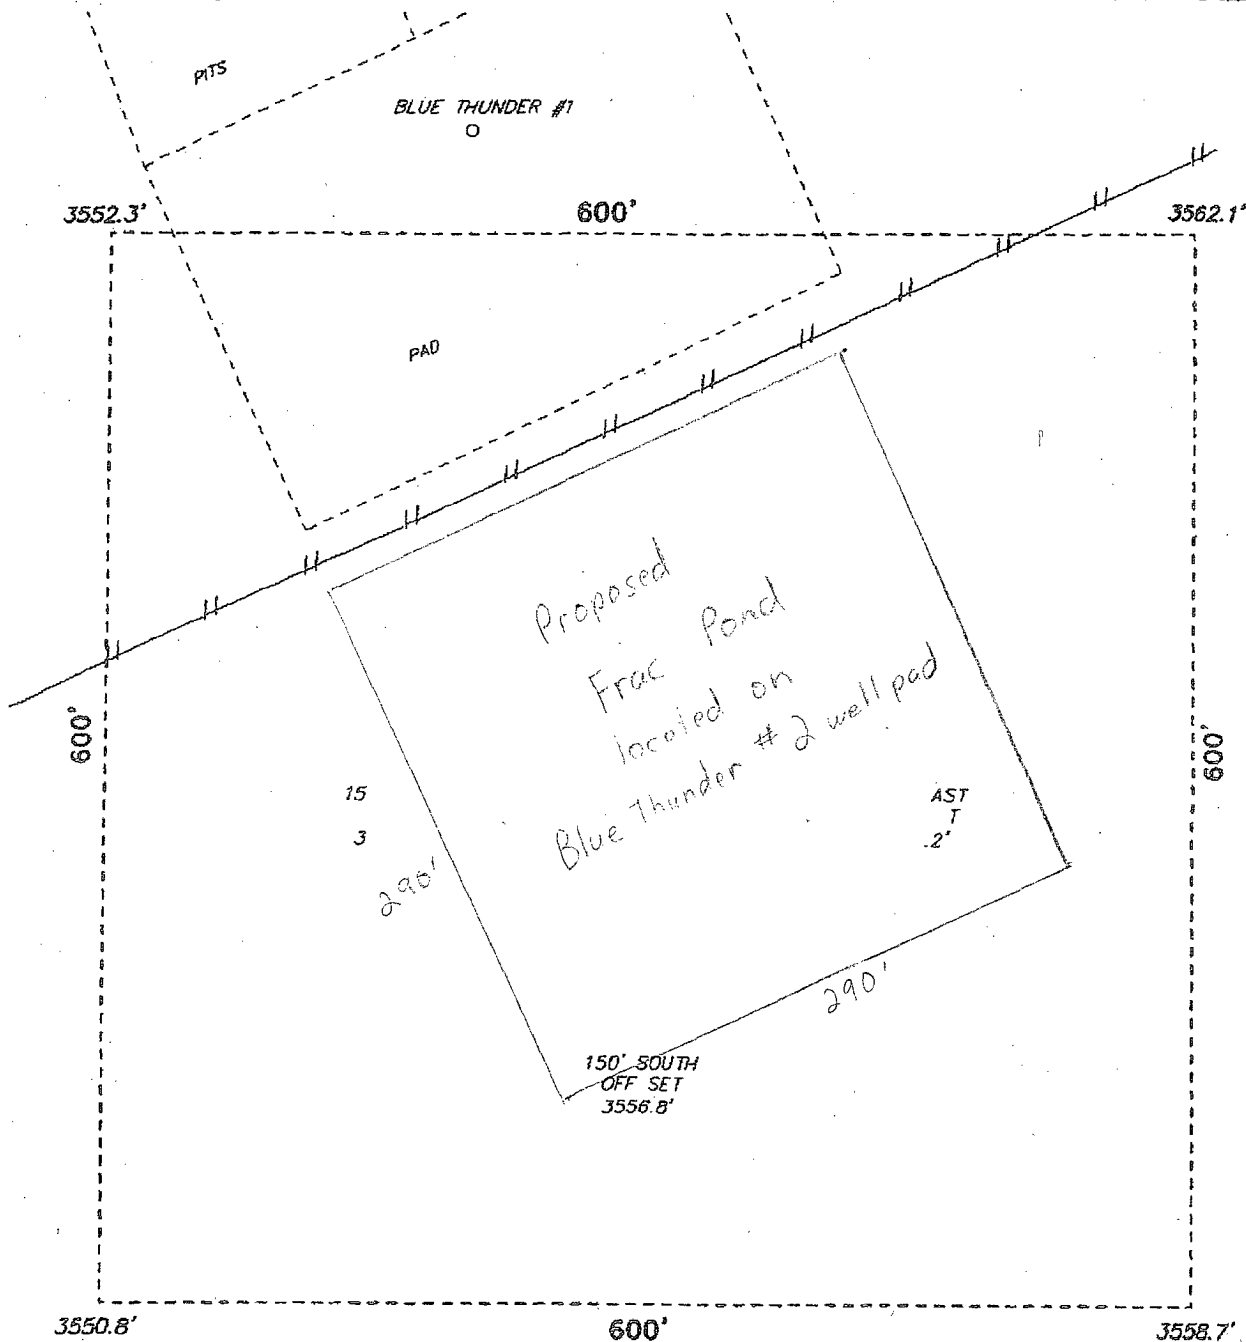 PITS
BLUE THUNDER #1
3552.3'
600'
3562.1'
PAD
Proposed
Frac Pond
located on
Blue Thunder # 2 well pad
600'
600'
15
3
AST
T
.2'
290'
290'
150' SOUTH
OFF SET
3556.8'
3550.8'
600'
3558.7'